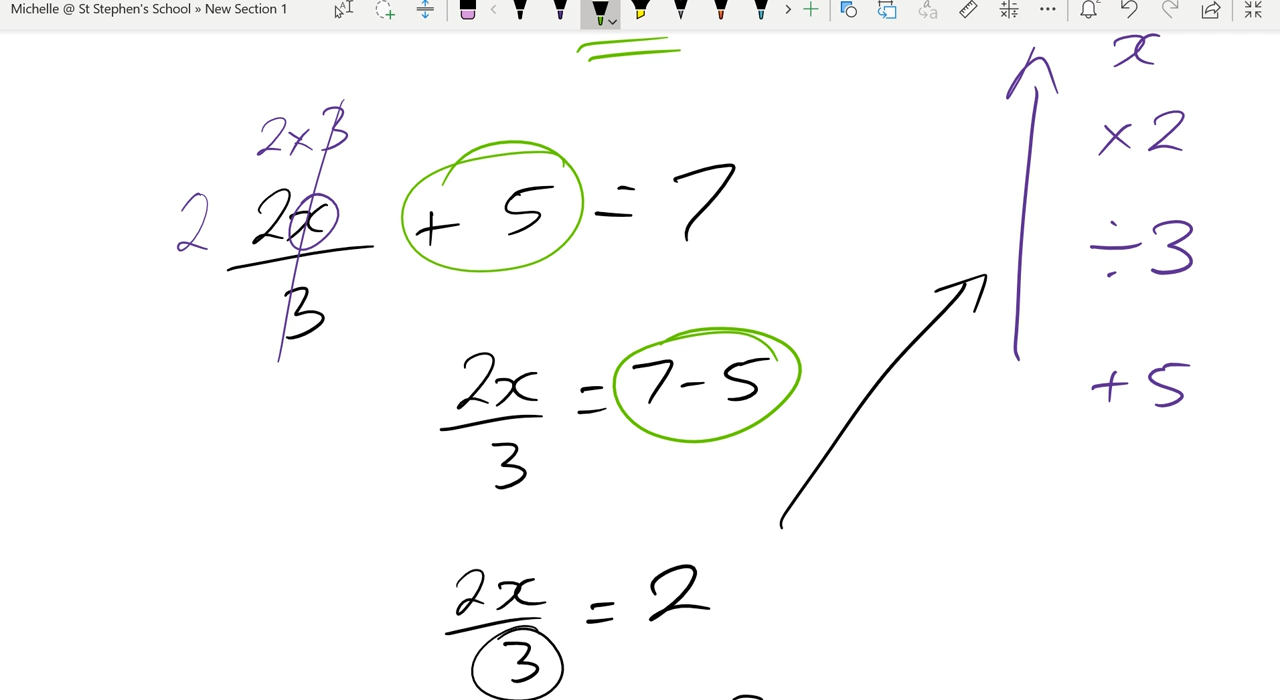 Michelle @ St Stephen's School » New Section 1
x
× 2
÷ 3
+ 5
2 × 3
2 2x/3 + 5 = 7
2x/3 = 7 - 5
2x/3 = 2